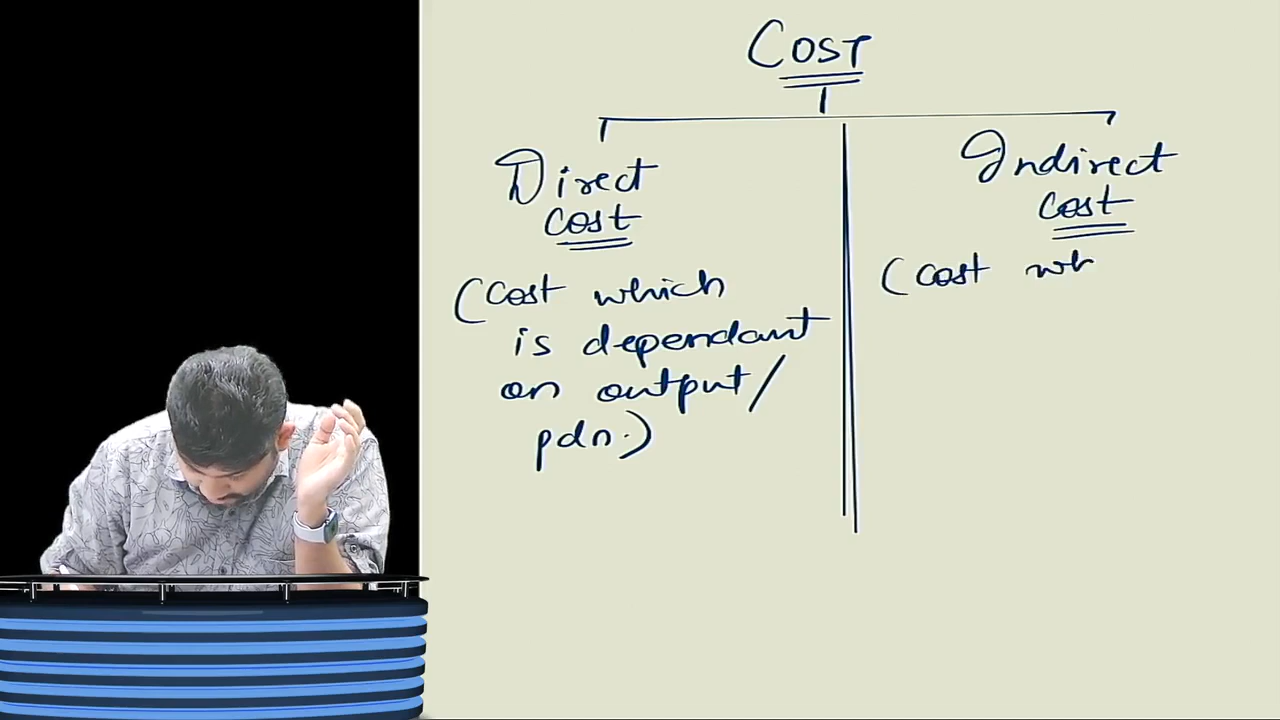 Cost
Direct
cost
(cost which
is dependant
on output/
pdn.)
Indirect
cost
(cost wh